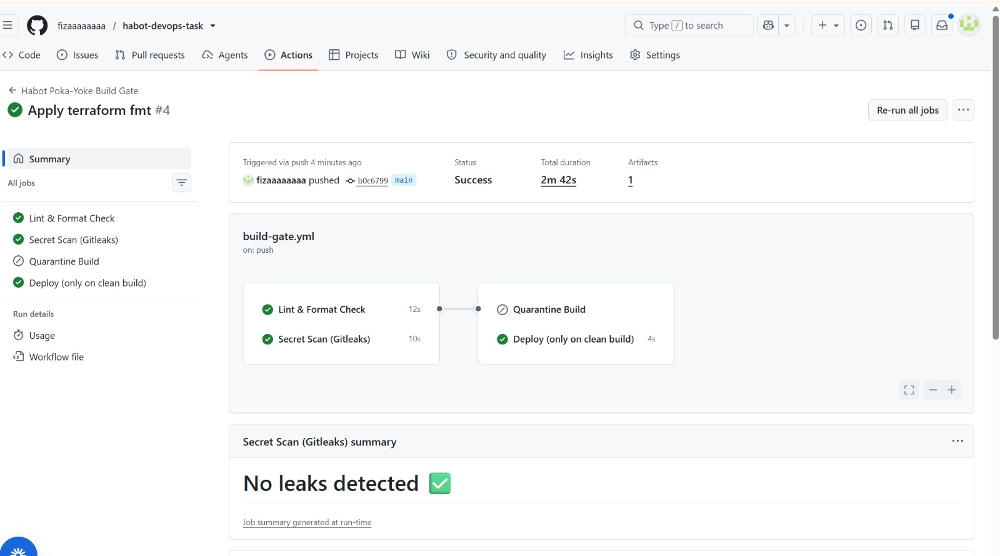 fizaaaaaaaa / habot-devops-task
Type / to search
Code
Issues
Pull requests
Agents
Actions
Projects
Wiki
Security and quality
Insights
Settings
Habot Poka-Yoke Build Gate
Apply terraform fmt #4
Re-run all jobs
Summary
All jobs
Lint & Format Check
Secret Scan (Gitleaks)
Quarantine Build
Deploy (only on clean build)
Run details
Usage
Workflow file
Triggered via push 4 minutes ago
fizaaaaaaaa pushed b0c6799 main
Status
Success
Total duration
2m 42s
Artifacts
1
build-gate.yml
on: push
Lint & Format Check 12s
Secret Scan (Gitleaks) 10s
Quarantine Build
Deploy (only on clean build) 4s
Secret Scan (Gitleaks) summary
No leaks detected ✅
Job summary generated at run-time